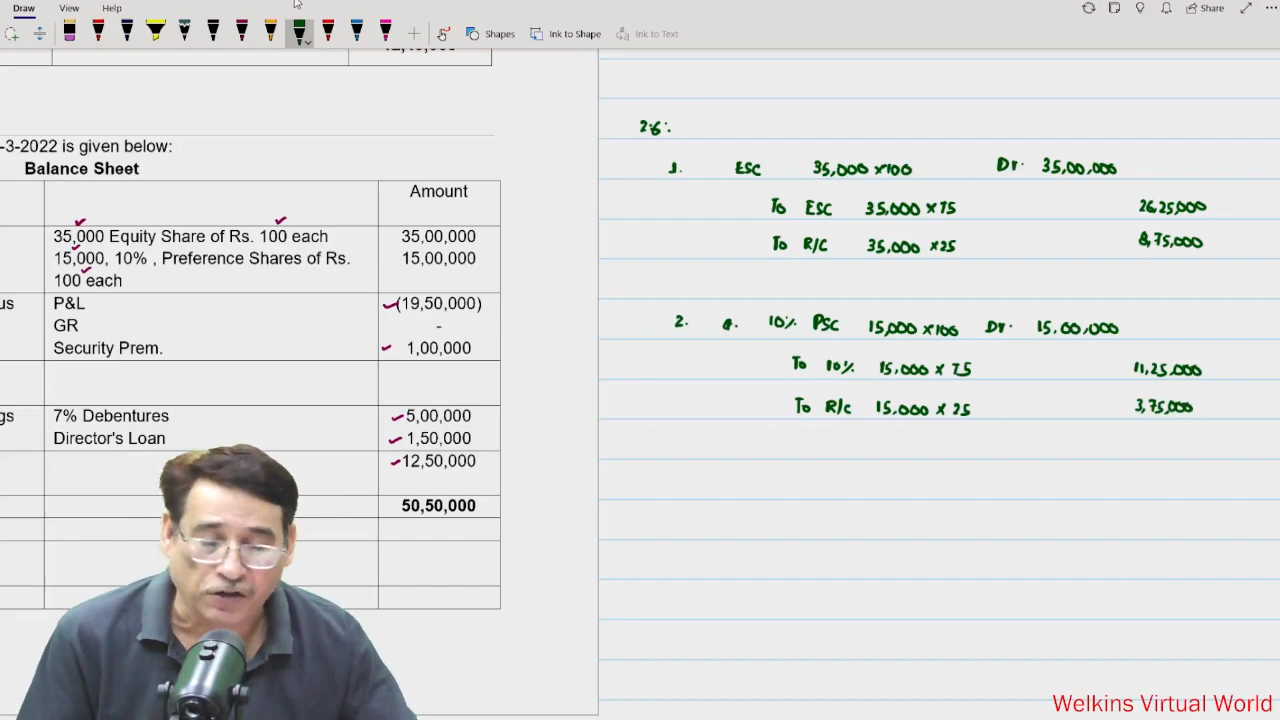 Draw View Help
Share
Shapes Ink to Shape Ink to Text
-3-2022 is given below:
Balance Sheet
Amount
35,000 Equity Share of Rs. 100 each 35,00,000
15,000, 10% , Preference Shares of Rs. 15,00,000
100 each
us P&L (19,50,000)
GR -
Security Prem. 1,00,000
gs 7% Debentures 5,00,000
Director's Loan 1,50,000
12,50,000
50,50,000
2.6:
1. ESC 35,000 × 100 Dr. 35,00,000
To ESC 35,000 × 75 26,25,000
To R/C 35,000 × 25 8,75,000
2. a. 10% PSC 15,000 × 100 Dr. 15,00,000
To 10% 15,000 × 75 11,25,000
To R/C 15,000 × 25 3,75,000
Welkins Virtual World